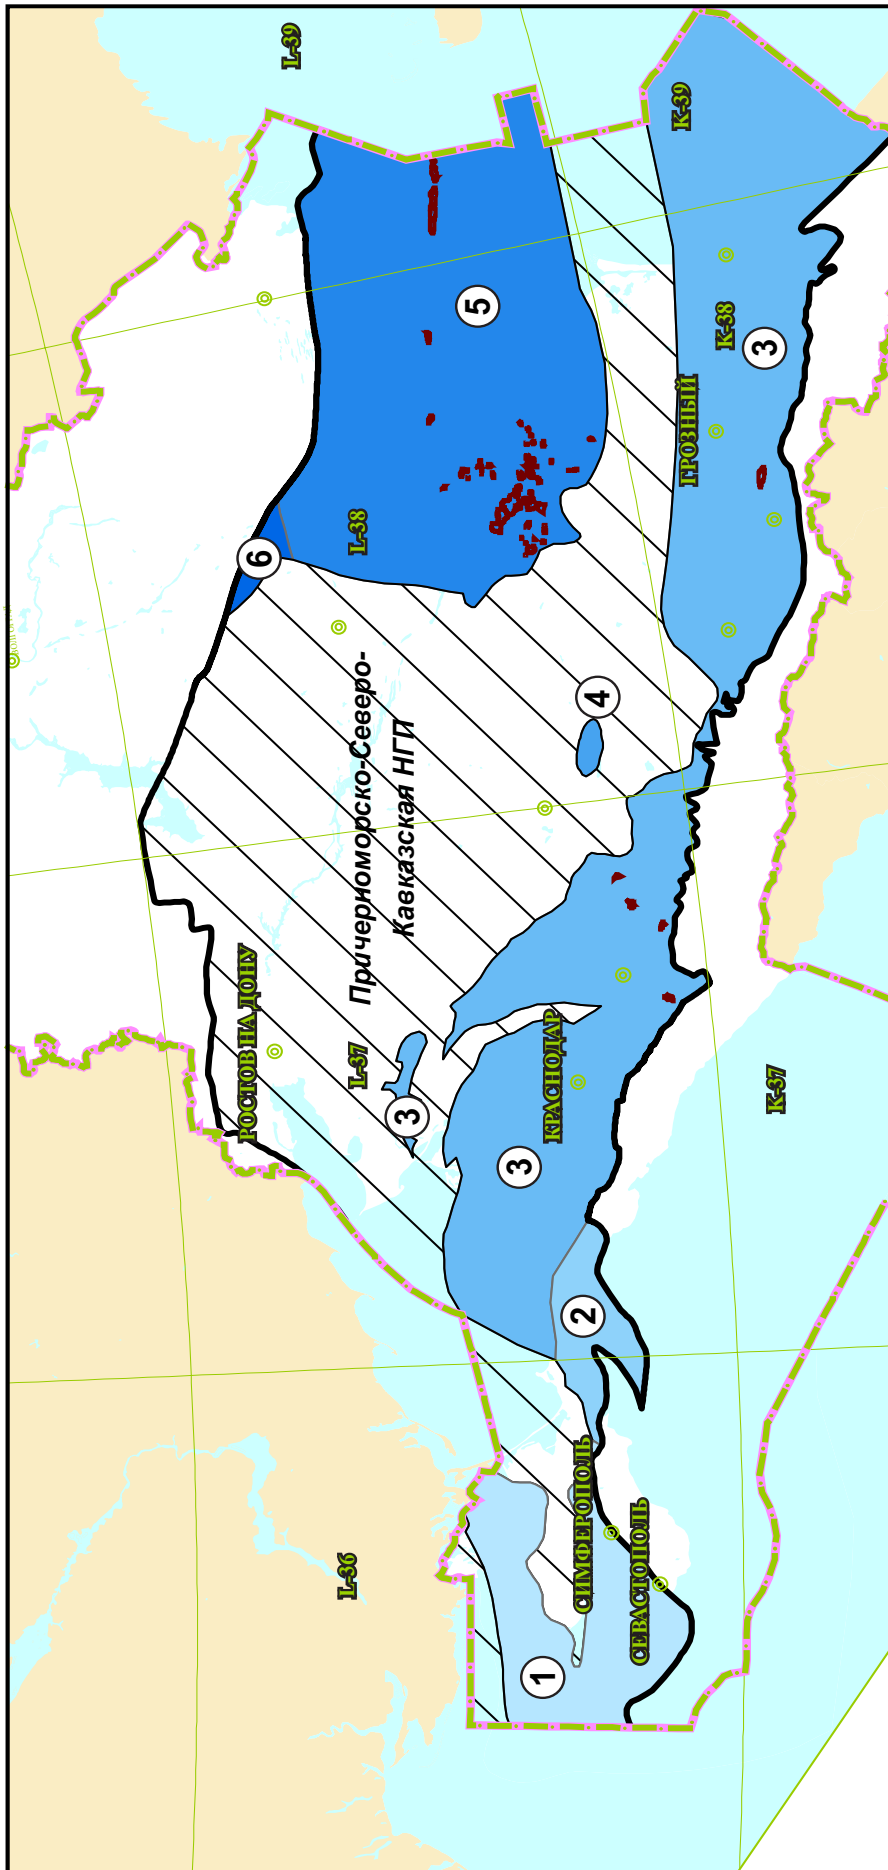 РОСТОВ НА ДОНУ
6
L-39
L-36
L-37
L-38
Причерноморско-Северо-
Кавказская НГП
3
5
3
1
КРАСНОДАР
2
СИМФЕРОПОЛЬ
4
СЕВАСТОПОЛЬ
K-39
ГРОЗНЫЙ
K-38
3
K-37